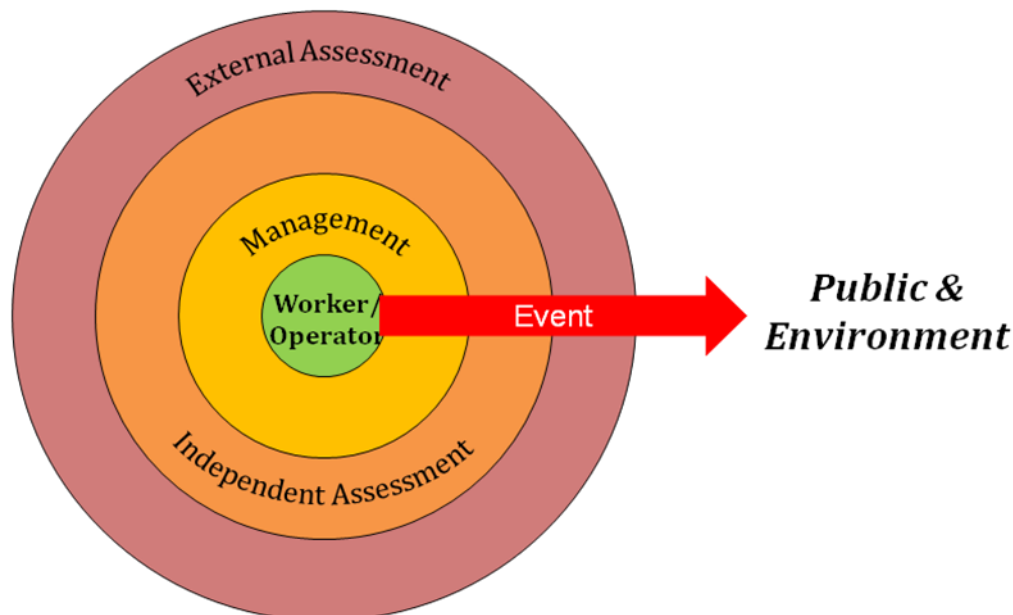 External Assessment
Management
Worker/
Operator
Event
Public &
Environment
Independent Assessment